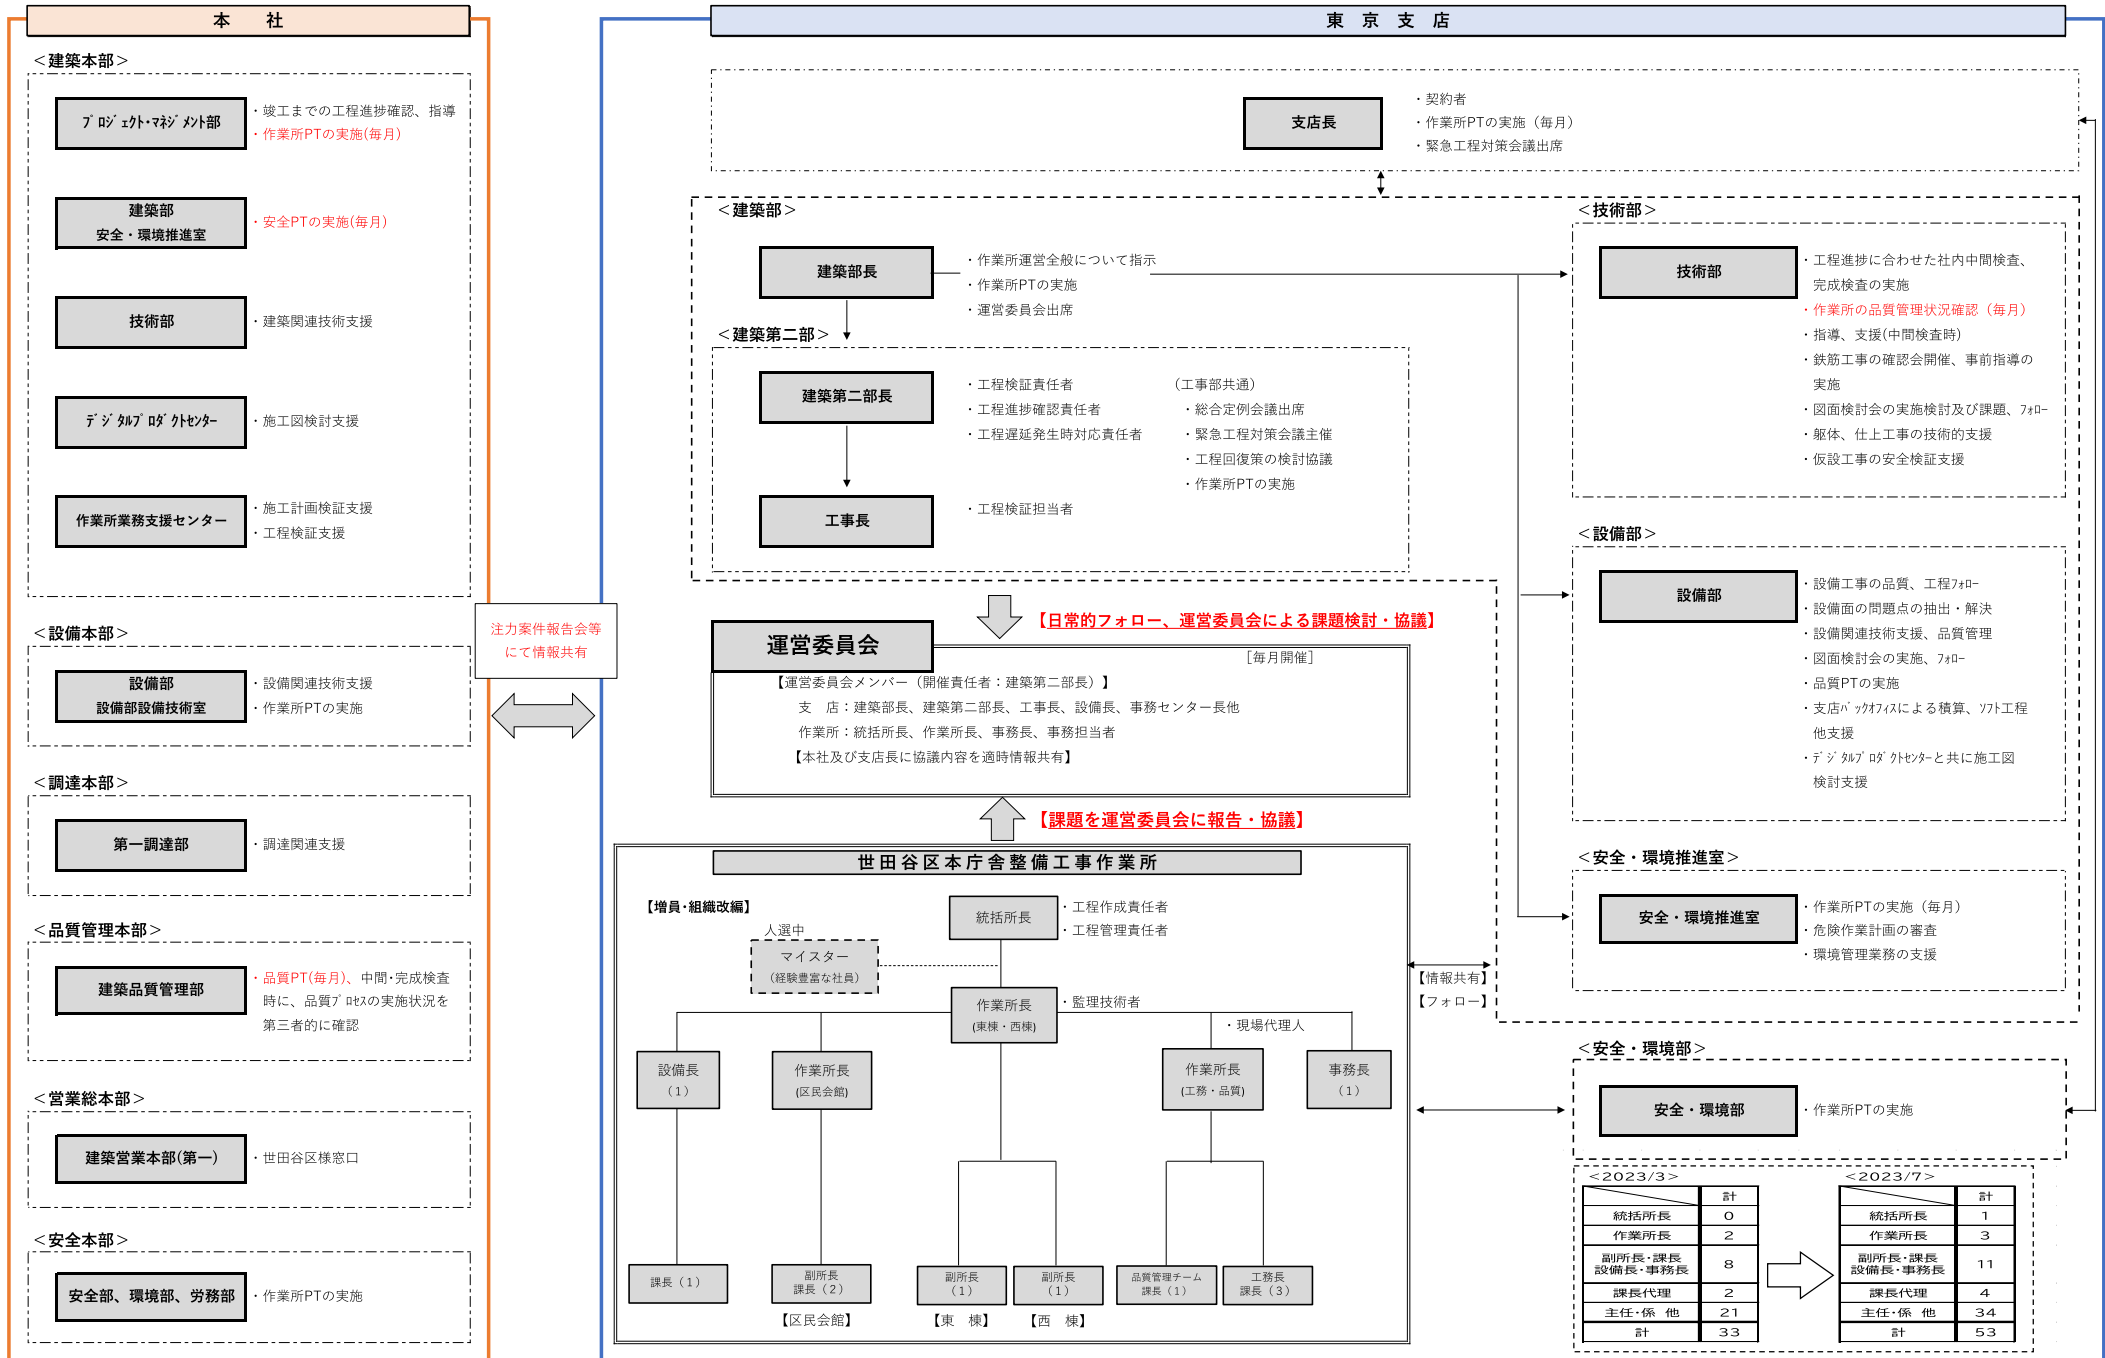 本　社
＜建築本部＞
ﾌﾟﾛｼﾞｪｸﾄ・ﾏﾈｼﾞﾒﾝﾄ部
・竣工までの工程進捗確認、指導
・作業所PTの実施(毎月)
建築部
安全・環境推進室
・安全PTの実施(毎月)
技術部
・建築関連技術支援
ﾃﾞｼﾞﾀﾙﾌﾟﾛﾀﾞｸﾄｾﾝﾀｰ
・施工図検討支援
作業所業務支援センター
・施工計画検証支援
・工程検証支援
＜設備本部＞
設備部
設備部設備技術室
・設備関連技術支援
・作業所PTの実施
＜調達本部＞
第一調達部
・調達関連支援
＜品質管理本部＞
建築品質管理部
・品質PT(毎月)、中間・完成検査
時に、品質ﾌﾟﾛｾｽの実施状況を
第三者的に確認
＜営業総本部＞
建築営業本部(第一)
・世田谷区様窓口
＜安全本部＞
安全部、環境部、労務部
・作業所PTの実施
注力案件報告会等
にて情報共有
東　京　支　店
支店長
・契約者
・作業所PTの実施（毎月）
・緊急工程対策会議出席
＜建築部＞
建築部長
・作業所運営全般について指示
・作業所PTの実施
・運営委員会出席
＜建築第二部＞
建築第二部長
・工程検証責任者
・工程進捗確認責任者
・工程遅延発生時対応責任者
（工事部共通）
・総合定例会議出席
・緊急工程対策会議主催
・工程回復策の検討協議
・作業所PTの実施
工事長
・工程検証担当者
＜技術部＞
技術部
・工程進捗に合わせた社内中間検査、
完成検査の実施
・作業所の品質管理状況確認（毎月）
・指導、支援(中間検査時)
・鉄筋工事の確認会開催、事前指導の
実施
・図面検討会の実施検討及び課題、ﾌｫﾛｰ
・躯体、仕上工事の技術的支援
・仮設工事の安全検証支援
＜設備部＞
設備部
・設備工事の品質、工程ﾌｫﾛｰ
・設備面の問題点の抽出・解決
・設備関連技術支援、品質管理
・図面検討会の実施、ﾌｫﾛｰ
・品質PTの実施
・支店ﾊﾞｯｸｵﾌｨｽによる積算、ｿﾌﾄ工程
他支援
・ﾃﾞｼﾞﾀﾙﾌﾟﾛﾀﾞｸﾄｾﾝﾀｰと共に施工図
検討支援
＜安全・環境推進室＞
安全・環境推進室
・作業所PTの実施（毎月）
・危険作業計画の審査
・環境管理業務の支援
【日常的フォロー、運営委員会による課題検討・協議】
運営委員会
［毎月開催］
【運営委員会メンバー（開催責任者：建築第二部長）】
支　店：建築部長、建築第二部長、工事長、設備長、事務センター長他
作業所：統括所長、作業所長、事務長、事務担当者
【本社及び支店長に協議内容を適時情報共有】
【課題を運営委員会に報告・協議】
世田谷区本庁舎整備工事作業所
【増員・組織改編】
統括所長
・工程作成責任者
・工程管理責任者
人選中
マイスター
（経験豊富な社員）
作業所長
(東棟・西棟)
・監理技術者
・現場代理人
設備長
（1）
作業所長
(区民会館)
作業所長
(工務・品質)
事務長
（1）
課長（1）
副所長
課長（2）
副所長
（1）
副所長
（1）
品質管理チーム
課長（1）
工務長
課長（3）
【区民会館】
【東　棟】
【西　棟】
【情報共有】
【フォロー】
＜安全・環境部＞
安全・環境部
・作業所PTの実施
＜2023/3＞
計
統括所長 0
作業所長 2
副所長・課長
設備長・事務長 8
課長代理 2
主任・係 他 21
計 33
＜2023/7＞
計
統括所長 1
作業所長 3
副所長・課長
設備長・事務長 11
課長代理 4
主任・係 他 34
計 53